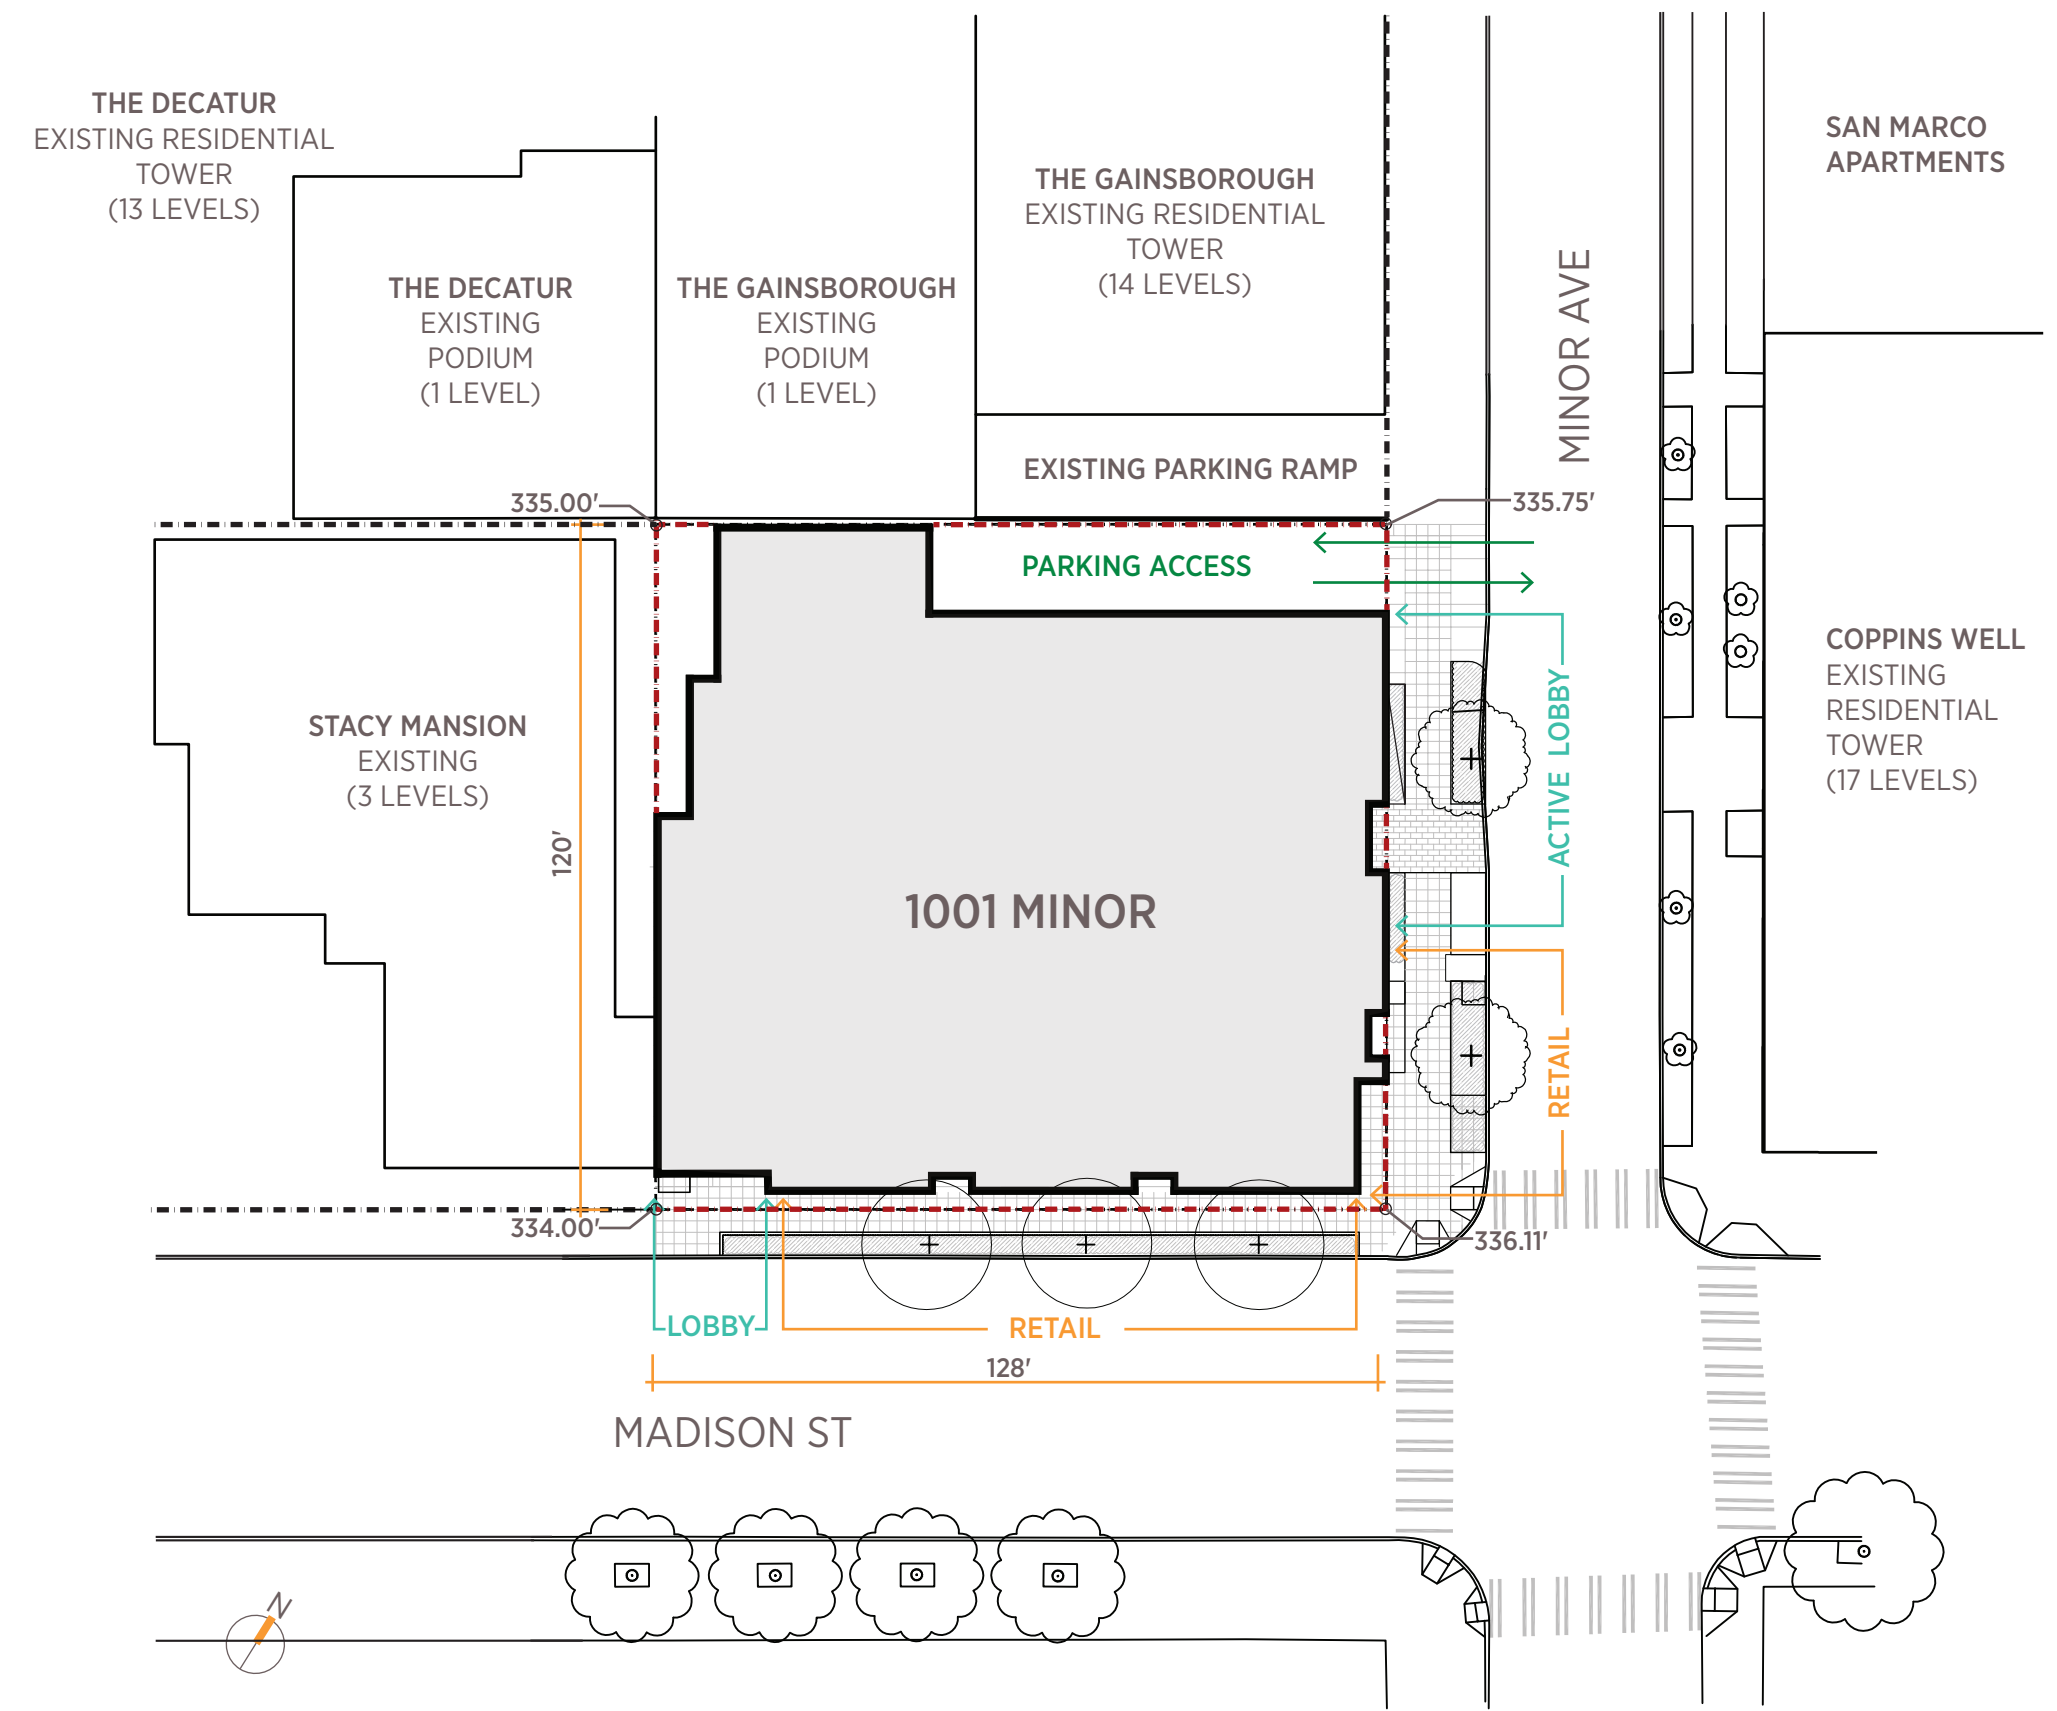 THE DECATUR
EXISTING RESIDENTIAL
TOWER
(13 LEVELS)
THE DECATUR
EXISTING
PODIUM
(1 LEVEL)
THE GAINSBOROUGH
EXISTING
PODIUM
(1 LEVEL)
THE GAINSBOROUGH
EXISTING RESIDENTIAL
TOWER
(14 LEVELS)
SAN MARCO
APARTMENTS
MINOR AVE
EXISTING PARKING RAMP
335.00'
335.75'
PARKING ACCESS
STACY MANSION
EXISTING
(3 LEVELS)
120'
1001 MINOR
ACTIVE LOBBY
RETAIL
COPPINS WELL
EXISTING
RESIDENTIAL
TOWER
(17 LEVELS)
334.00'
336.11'
LOBBY
RETAIL
128'
MADISON ST
N